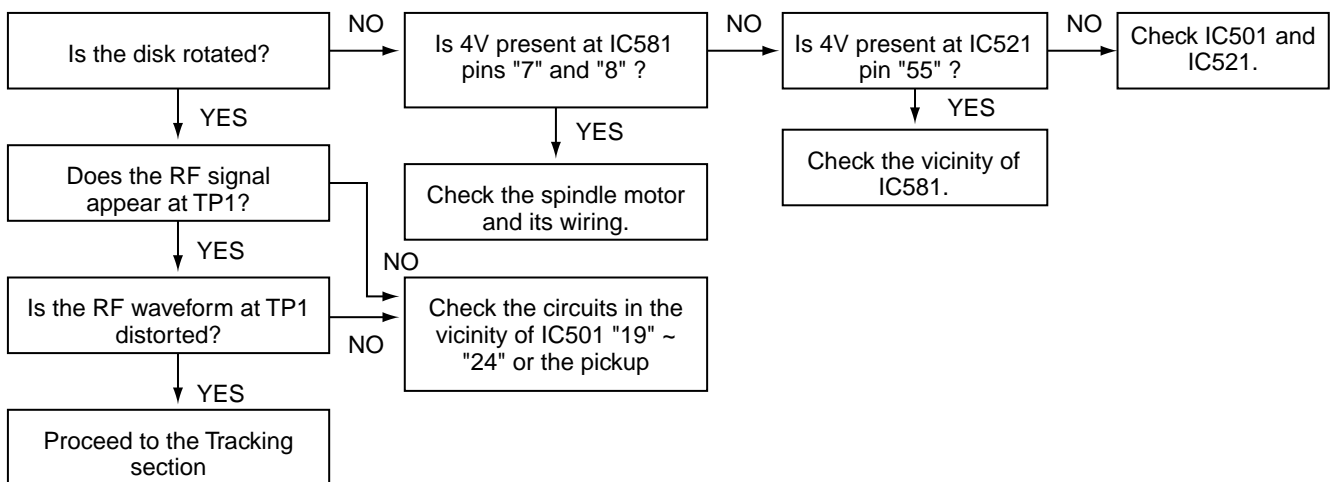 Is the disk rotated?
NO
Is 4V present at IC581
pins "7" and "8" ?
NO
Is 4V present at IC521
pin "55" ?
NO
Check IC501 and
IC521.
YES
YES
YES
Does the RF signal
appear at TP1?
Check the spindle motor
and its wiring.
Check the vicinity of
IC581.
YES
NO
Is the RF waveform at TP1
distorted?
NO
Check the circuits in the
vicinity of IC501 "19" ~
"24" or the pickup
YES
Proceed to the Tracking
section